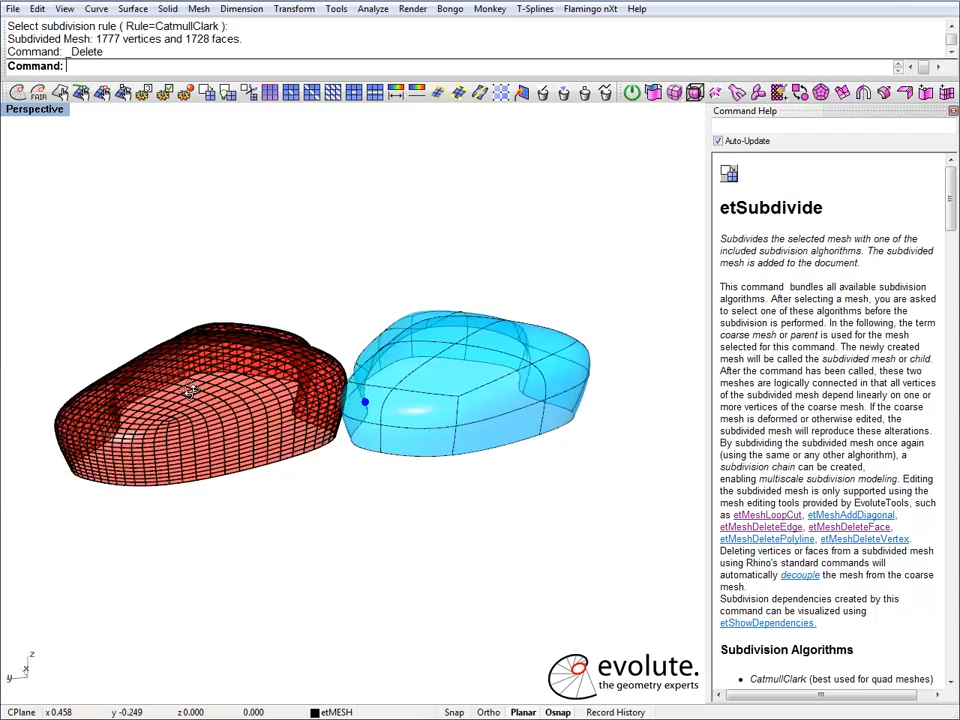 File Edit View Curve Surface Solid Mesh Dimension Transform Tools Analyze Render Bongo Monkey T-Splines Flamingo nXt Help
Select subdivision rule ( Rule=CatmullClark ):
Subdivided Mesh: 1777 vertices and 1728 faces.
Command: _Delete
Command:
FAIR
Perspective
Command Help
Auto-Update
etSubdivide
Subdivides the selected mesh with one of the
included subdivision alghorithms. The subdivided
mesh is added to the document.
This command bundles all available subdivision
algorithms. After selecting a mesh, you are asked
to select one of these algorithms before the
subdivision is performed. In the following, the term
coarse mesh or parent is used for the mesh
selected for this command. The newly created
mesh will be called the subdivided mesh or child.
After the command has been called, these two
meshes are logically connected in that all vertices
of the subdivided mesh depend linearly on one or
more vertices of the coarse mesh. If the coarse
mesh is deformed or otherwise edited, the
subdivided mesh will reproduce these alterations.
By subdividing the subdivided mesh once again
(using the same or any other alghorithm), a
subdivision chain can be created,
enabling multiscale subdivision modeling. Editing
the subdivided mesh is only supported using the
mesh editing tools provided by EvoluteTools, such
as etMeshLoopCut, etMeshAddDiagonal,
etMeshDeleteEdge, etMeshDeleteFace,
etMeshDeletePolyline, etMeshDeleteVertex.
Deleting vertices or faces from a subdivided mesh
using Rhino's standard commands will
automatically decouple the mesh from the coarse
mesh.
Subdivision dependencies created by this
command can be visualized using
etShowDependencies.
Subdivision Algorithms
• CatmullClark (best used for quad meshes)
z
x
y
evolute.
the geometry experts
CPlane x 0.458 y -0.249 z 0.000 0.000 etMESH Snap Ortho Planar Osnap Record History